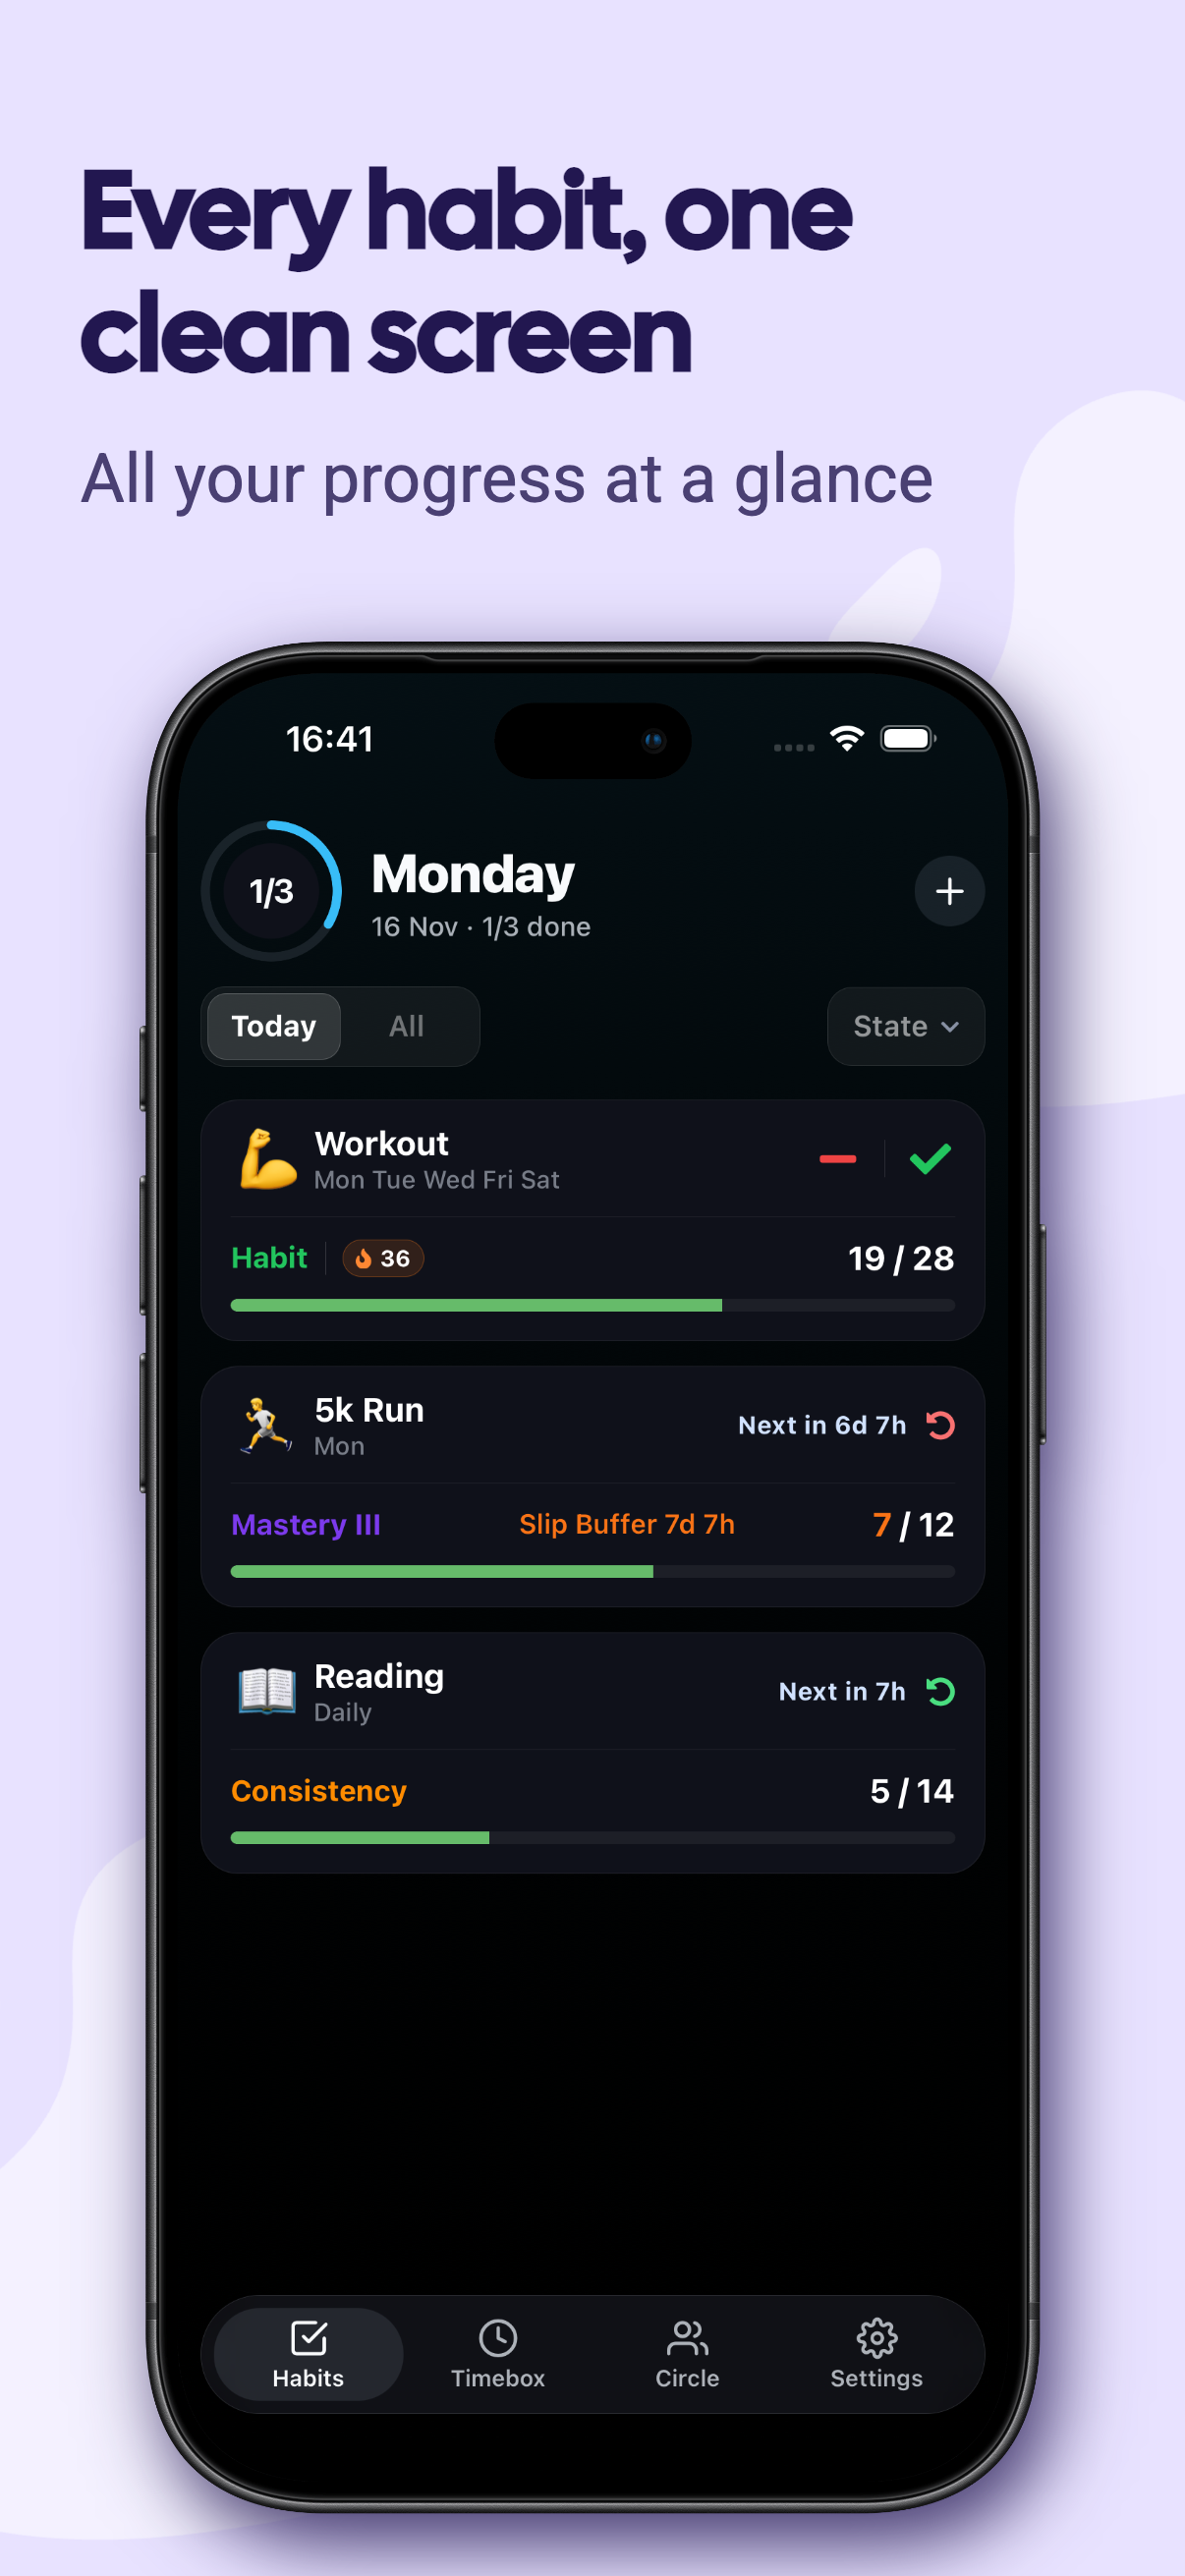 Every habit, one
clean screen
All your progress at a glance
16:41
1/3
Monday
16 Nov · 1/3 done
Today
All
State
Workout
Mon Tue Wed Fri Sat
Habit
36
19 / 28
5k Run
Mon
Next in 6d 7h
Mastery III
Slip Buffer 7d 7h
7 / 12
Reading
Daily
Next in 7h
Consistency
5 / 14
Habits
Timebox
Circle
Settings